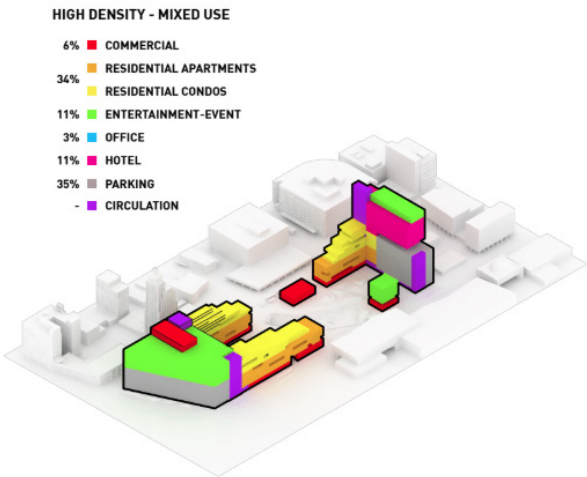 HIGH DENSITY - MIXED USE
6% COMMERCIAL
RESIDENTIAL APARTMENTS
34%
RESIDENTIAL CONDOS
11% ENTERTAINMENT-EVENT
3% OFFICE
11% HOTEL
35% PARKING
- CIRCULATION